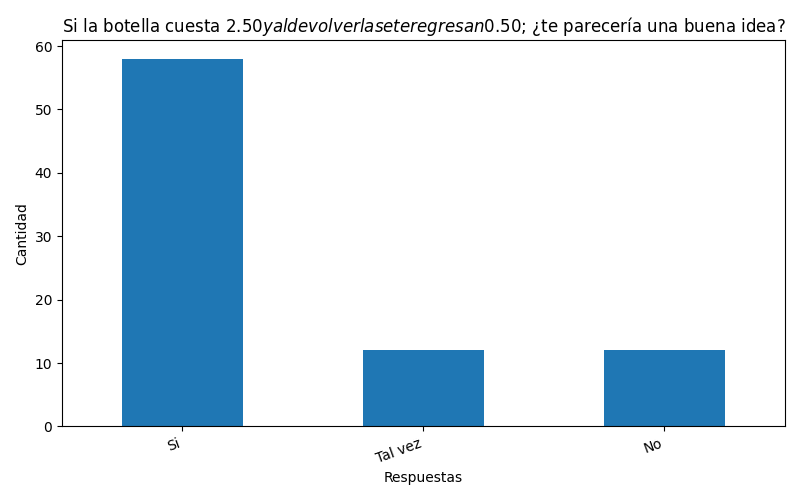 Si la botella cuesta 2.50yaldevolverlaseteregresan0.50; ¿te parecería una buena idea?
60
50
40
30
20
10
0
Cantidad
Si
Tal vez
No
Respuestas